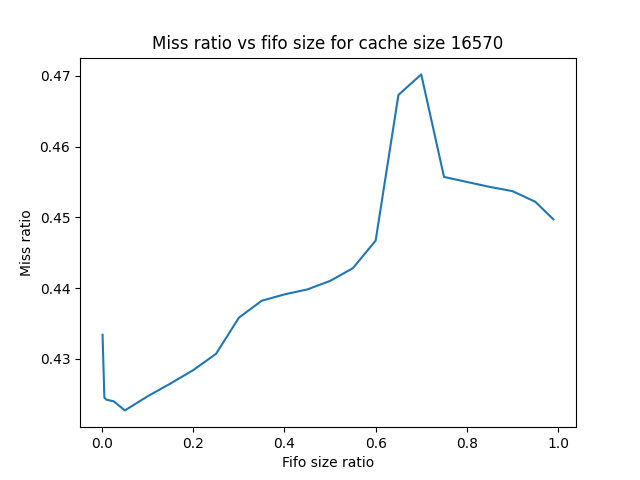 Miss ratio vs fifo size for cache size 16570
0.47
0.46
0.45
0.44
0.43
Miss ratio
0.0 0.2 0.4 0.6 0.8 1.0
Fifo size ratio